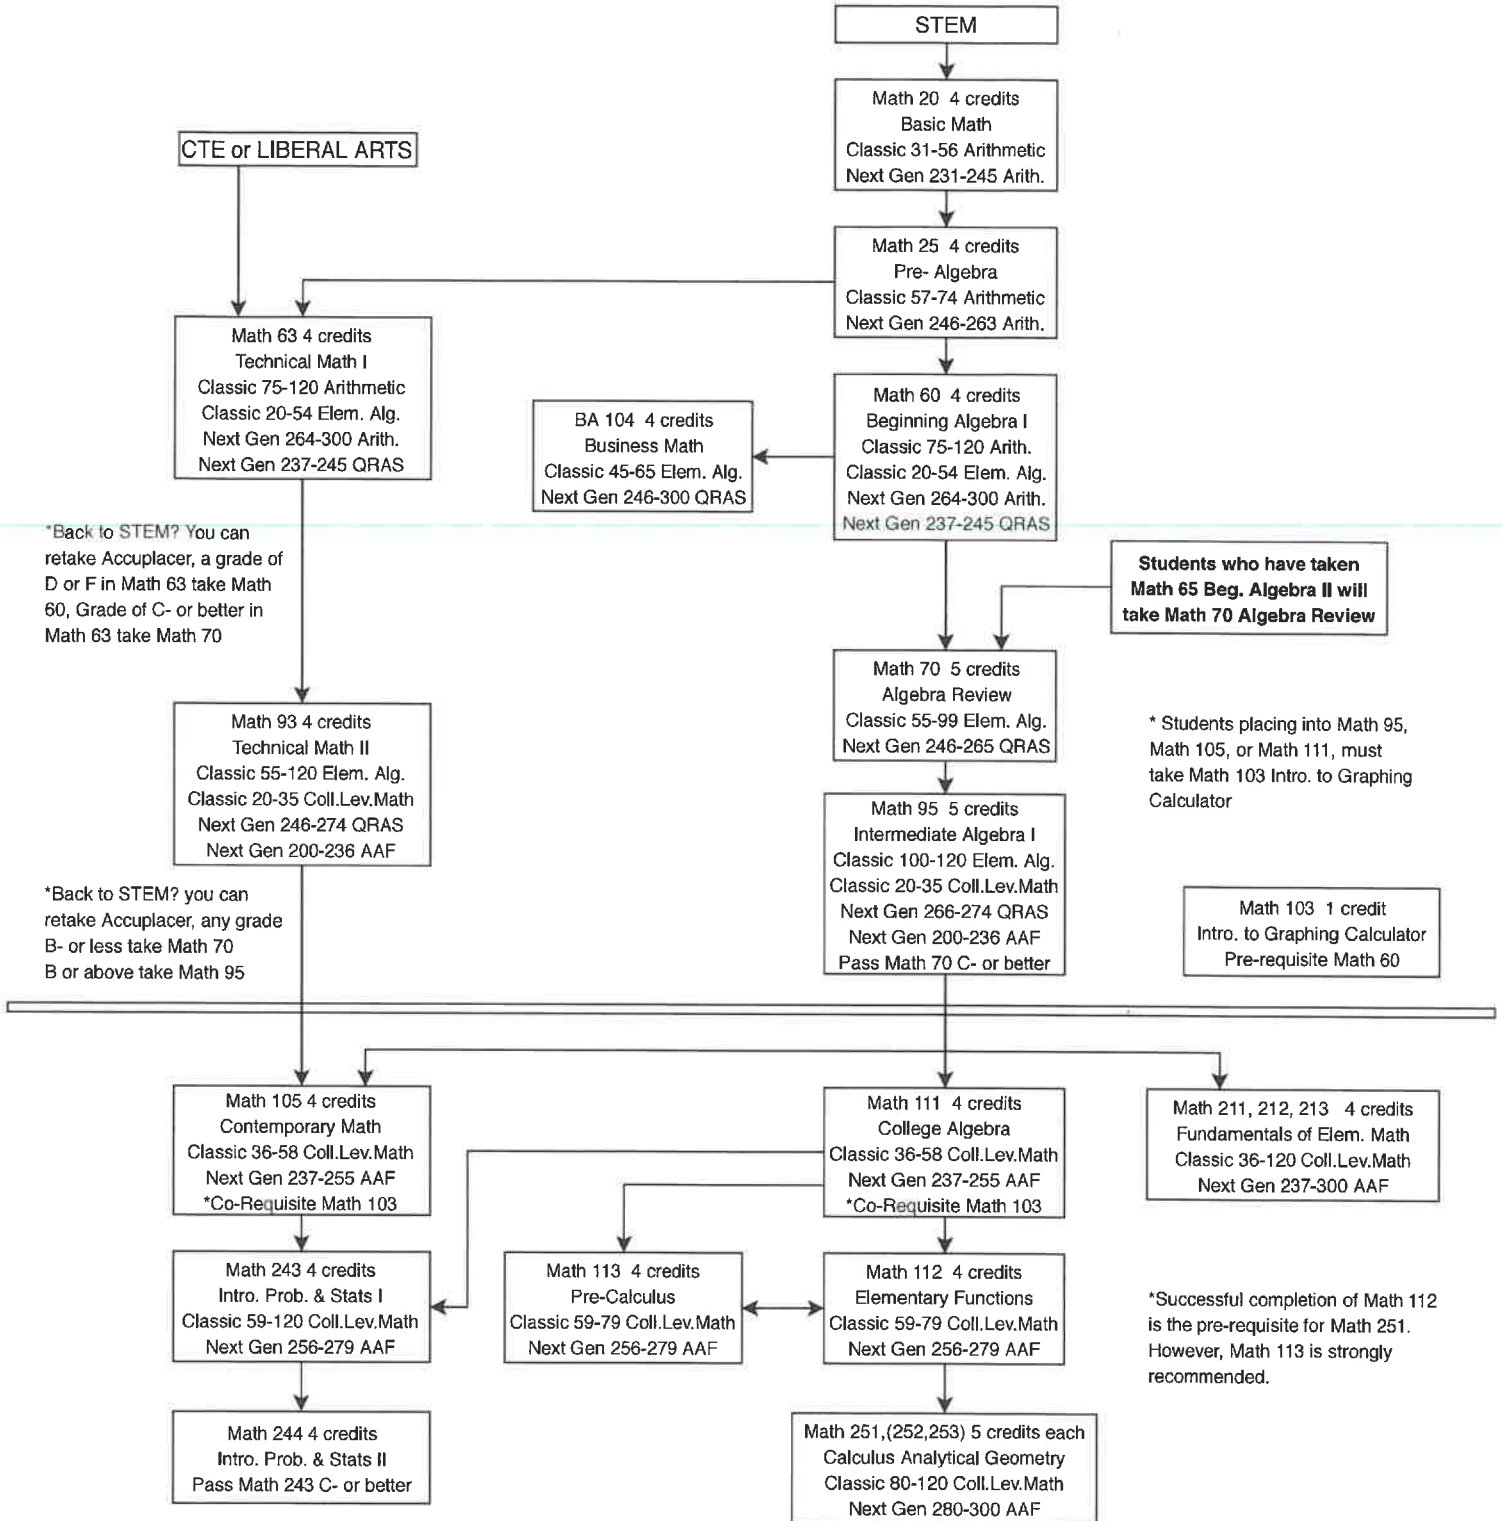 STEM
Math 20 4 credits
Basic Math
Classic 31-56 Arithmetic
Next Gen 231-245 Arith.
CTE or LIBERAL ARTS
Math 25 4 credits
Pre- Algebra
Classic 57-74 Arithmetic
Next Gen 246-263 Arith.
Math 63 4 credits
Technical Math I
Classic 75-120 Arithmetic
Classic 20-54 Elem. Alg.
Next Gen 264-300 Arith.
Next Gen 237-245 QRAS
BA 104 4 credits
Business Math
Classic 45-65 Elem. Alg.
Next Gen 246-300 QRAS
Math 60 4 credits
Beginning Algebra I
Classic 75-120 Arith.
Classic 20-54 Elem. Alg.
Next Gen 264-300 Arith.
Next Gen 237-245 QRAS
*Back to STEM? You can
retake Accuplacer, a grade of
D or F in Math 63 take Math
60, Grade of C- or better in
Math 63 take Math 70
Students who have taken
Math 65 Beg. Algebra II will
take Math 70 Algebra Review
Math 70 5 credits
Algebra Review
Classic 55-99 Elem. Alg.
Next Gen 246-265 QRAS
Math 93 4 credits
Technical Math II
Classic 55-120 Elem. Alg.
Classic 20-35 Coll.Lev.Math
Next Gen 246-274 QRAS
Next Gen 200-236 AAF
* Students placing into Math 95,
Math 105, or Math 111, must
take Math 103 Intro. to Graphing
Calculator
Math 95 5 credits
Intermediate Algebra I
Classic 100-120 Elem. Alg.
Classic 20-35 Coll.Lev.Math
Next Gen 266-274 QRAS
Next Gen 200-236 AAF
Pass Math 70 C- or better
*Back to STEM? you can
retake Accuplacer, any grade
B- or less take Math 70
B or above take Math 95
Math 103 1 credit
Intro. to Graphing Calculator
Pre-requisite Math 60
Math 105 4 credits
Contemporary Math
Classic 36-58 Coll.Lev.Math
Next Gen 237-255 AAF
*Co-Requisite Math 103
Math 111 4 credits
College Algebra
Classic 36-58 Coll.Lev.Math
Next Gen 237-255 AAF
*Co-Requisite Math 103
Math 211, 212, 213 4 credits
Fundamentals of Elem. Math
Classic 36-120 Coll.Lev.Math
Next Gen 237-300 AAF
Math 243 4 credits
Intro. Prob. & Stats I
Classic 59-120 Coll.Lev.Math
Next Gen 256-279 AAF
Math 113 4 credits
Pre-Calculus
Classic 59-79 Coll.Lev.Math
Next Gen 256-279 AAF
Math 112 4 credits
Elementary Functions
Classic 59-79 Coll.Lev.Math
Next Gen 256-279 AAF
*Successful completion of Math 112
is the pre-requisite for Math 251.
However, Math 113 is strongly
recommended.
Math 244 4 credits
Intro. Prob. & Stats II
Pass Math 243 C- or better
Math 251,(252,253) 5 credits each
Calculus Analytical Geometry
Classic 80-120 Coll.Lev.Math
Next Gen 280-300 AAF